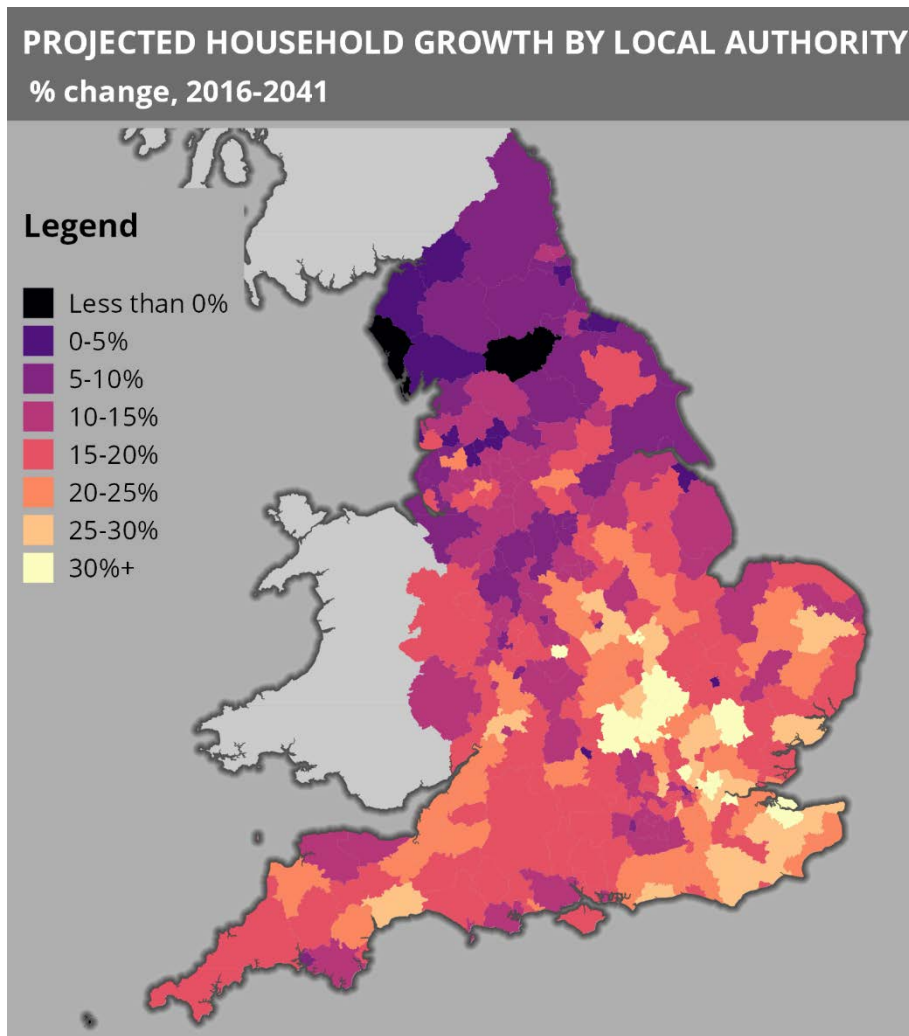 PROJECTED HOUSEHOLD GROWTH BY LOCAL AUTHORITY
% change, 2016-2041
Legend
Less than 0%
0-5%
5-10%
10-15%
15-20%
20-25%
25-30%
30%+